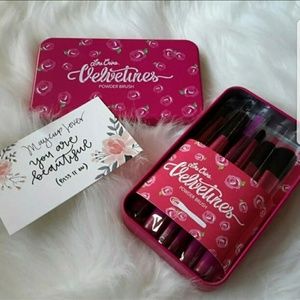 Lime Crime
Velvetines
POWDER BRUSH
Makeup lover
you are
beautiful
Lime Crime
Velvetines
POWDER BRUSH